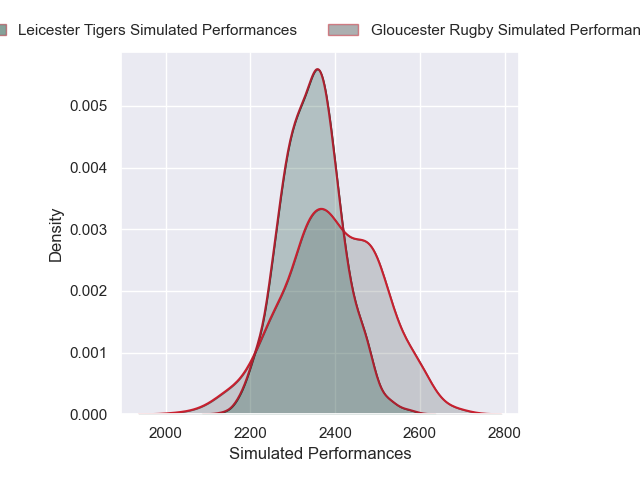 Leicester Tigers Simulated Performances Gloucester Rugby Simulated Performan
0.005
0.004
0.003
0.002
0.001
0.000
Density
2000 2200 2400 2600 2800
Simulated Performances